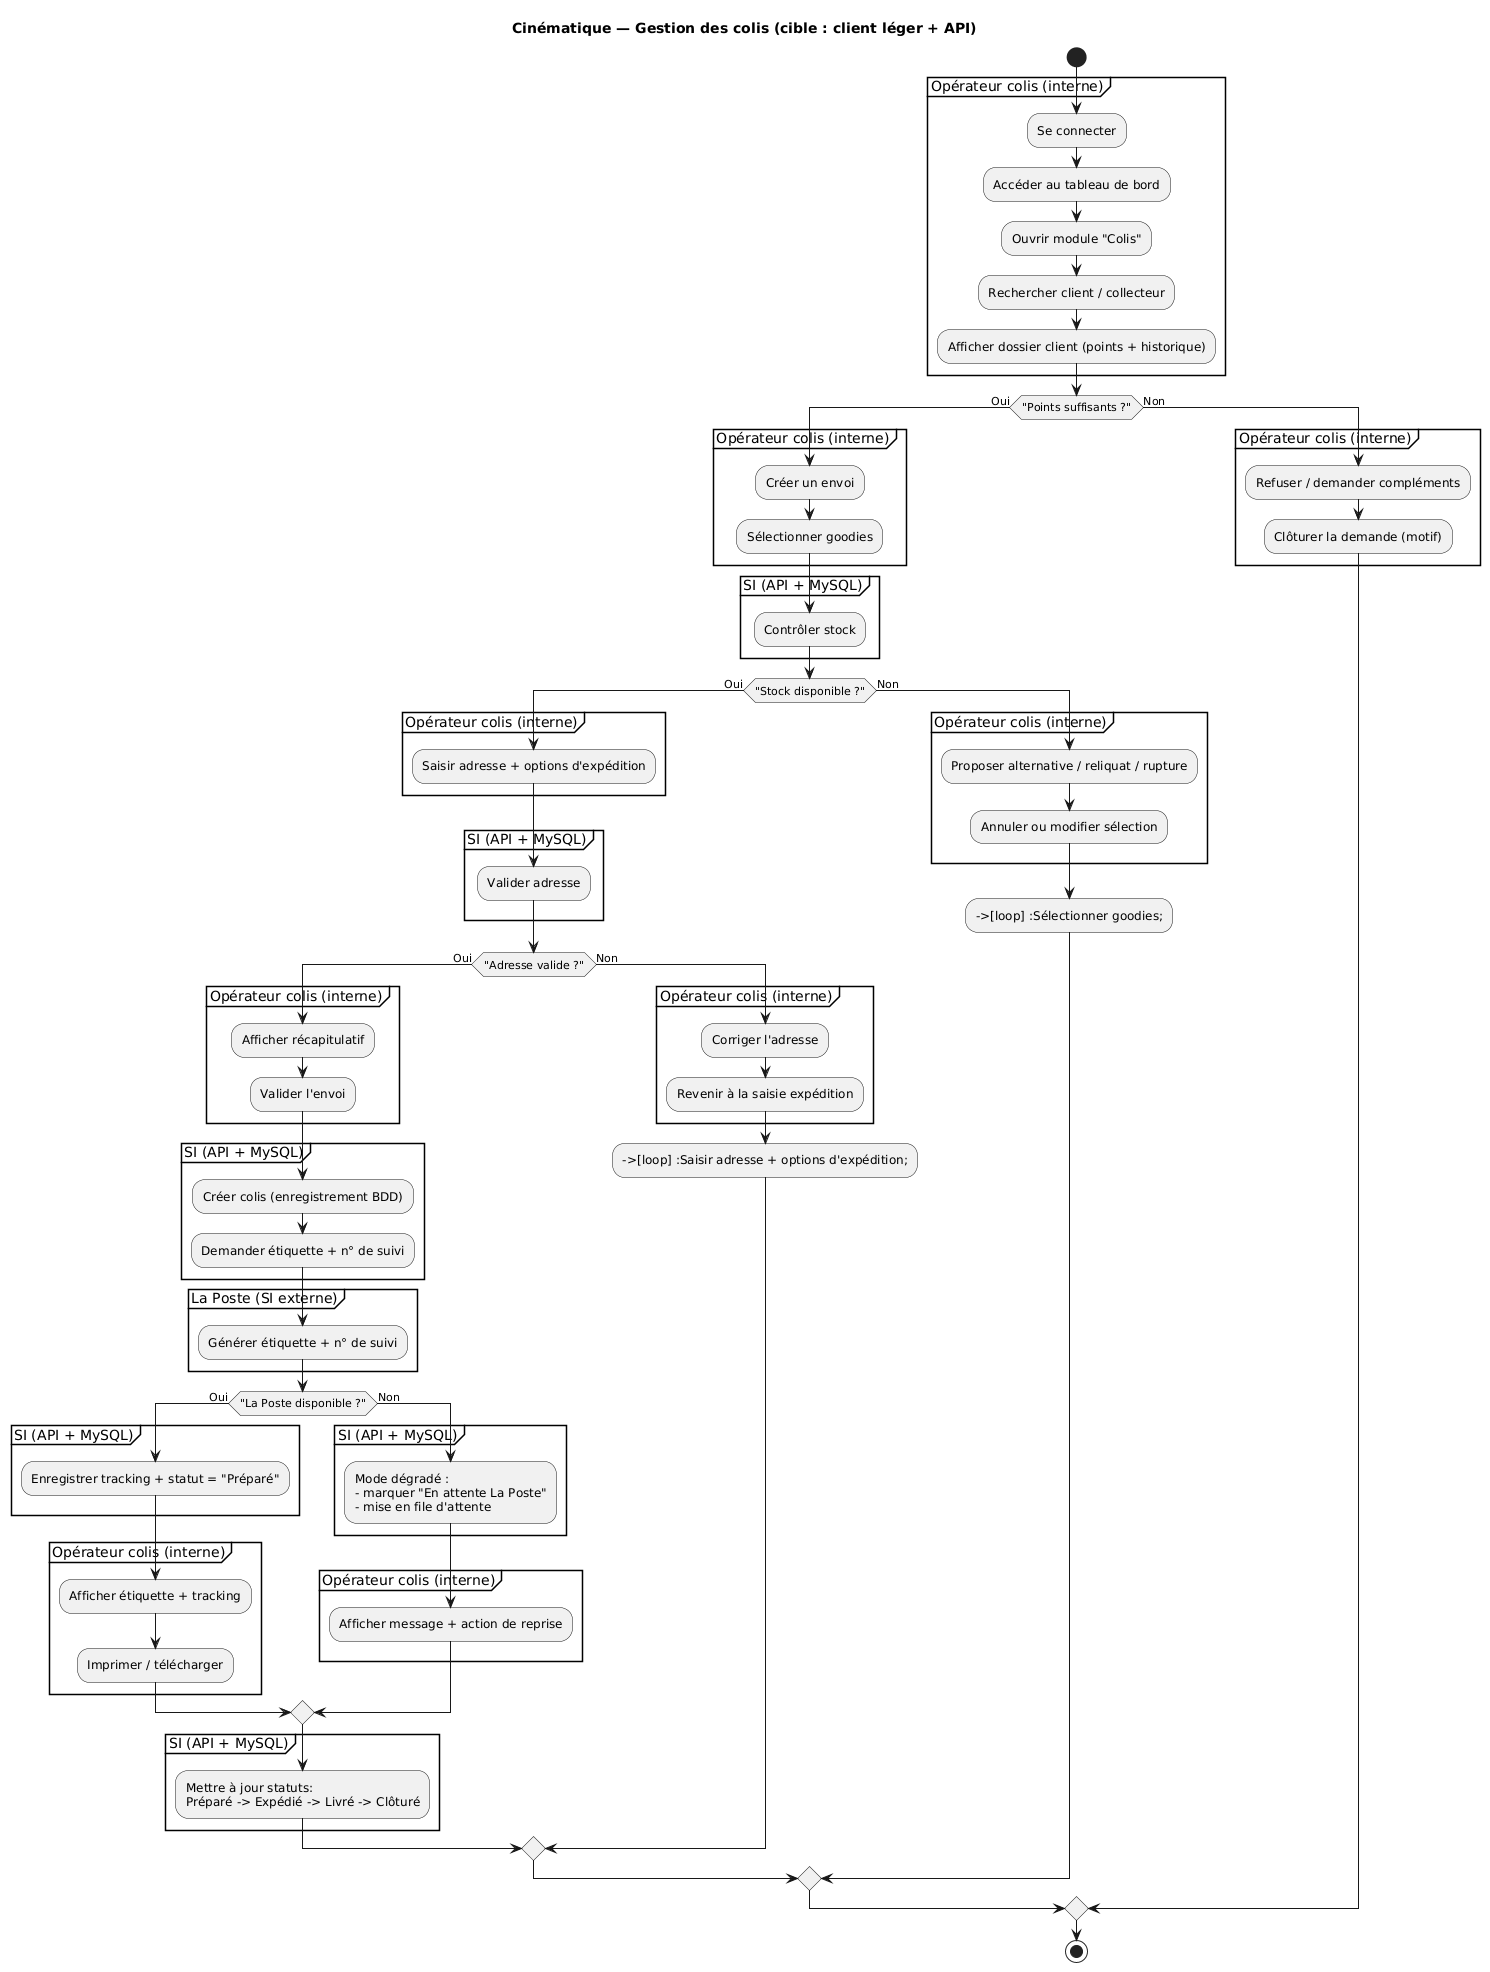 Cinématique — Gestion des colis (cible : client léger + API)
Opérateur colis (interne)
Se connecter
Accéder au tableau de bord
Ouvrir module "Colis"
Rechercher client / collecteur
Afficher dossier client (points + historique)
Oui
"Points suffisants ?"
Non
Opérateur colis (interne)
Créer un envoi
Sélectionner goodies
Opérateur colis (interne)
Refuser / demander compléments
Clôturer la demande (motif)
SI (API + MySQL)
Contrôler stock
Oui
"Stock disponible ?"
Non
Opérateur colis (interne)
Saisir adresse + options d'expédition
Opérateur colis (interne)
Proposer alternative / reliquat / rupture
Annuler ou modifier sélection
SI (API + MySQL)
Valider adresse
->[loop] :Sélectionner goodies;
Oui
"Adresse valide ?"
Non
Opérateur colis (interne)
Afficher récapitulatif
Valider l'envoi
Opérateur colis (interne)
Corriger l'adresse
Revenir à la saisie expédition
SI (API + MySQL)
Créer colis (enregistrement BDD)
Demander étiquette + n° de suivi
->[loop] :Saisir adresse + options d'expédition;
La Poste (SI externe)
Générer étiquette + n° de suivi
Oui
"La Poste disponible ?"
Non
SI (API + MySQL)
Enregistrer tracking + statut = "Préparé"
SI (API + MySQL)
Mode dégradé :
- marquer "En attente La Poste"
- mise en file d'attente
Opérateur colis (interne)
Afficher étiquette + tracking
Imprimer / télécharger
Opérateur colis (interne)
Afficher message + action de reprise
SI (API + MySQL)
Mettre à jour statuts:
Préparé -> Expédié -> Livré -> Clôturé